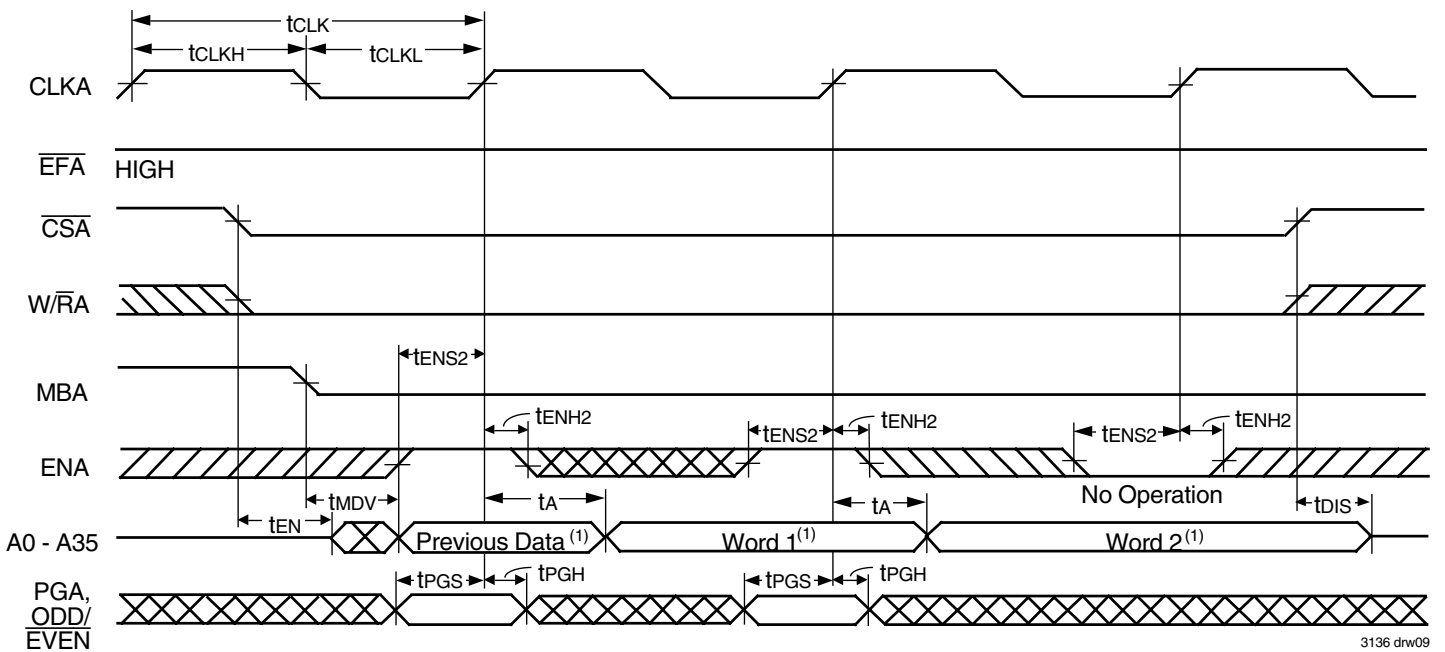 tCLK
tCLKH
tCLKL
CLKA
EFA
HIGH
CSA
W/RA
tENS2
MBA
tENH2
tENS2
tENH2
tENS2
tENH2
ENA
No Operation
tMDV
tA
tA
tEN
tDIS
A0 - A35
Previous Data (1)
Word 1(1)
Word 2(1)
tPGS
tPGH
tPGS
tPGH
PGA,
ODD/
EVEN
3136 drw09